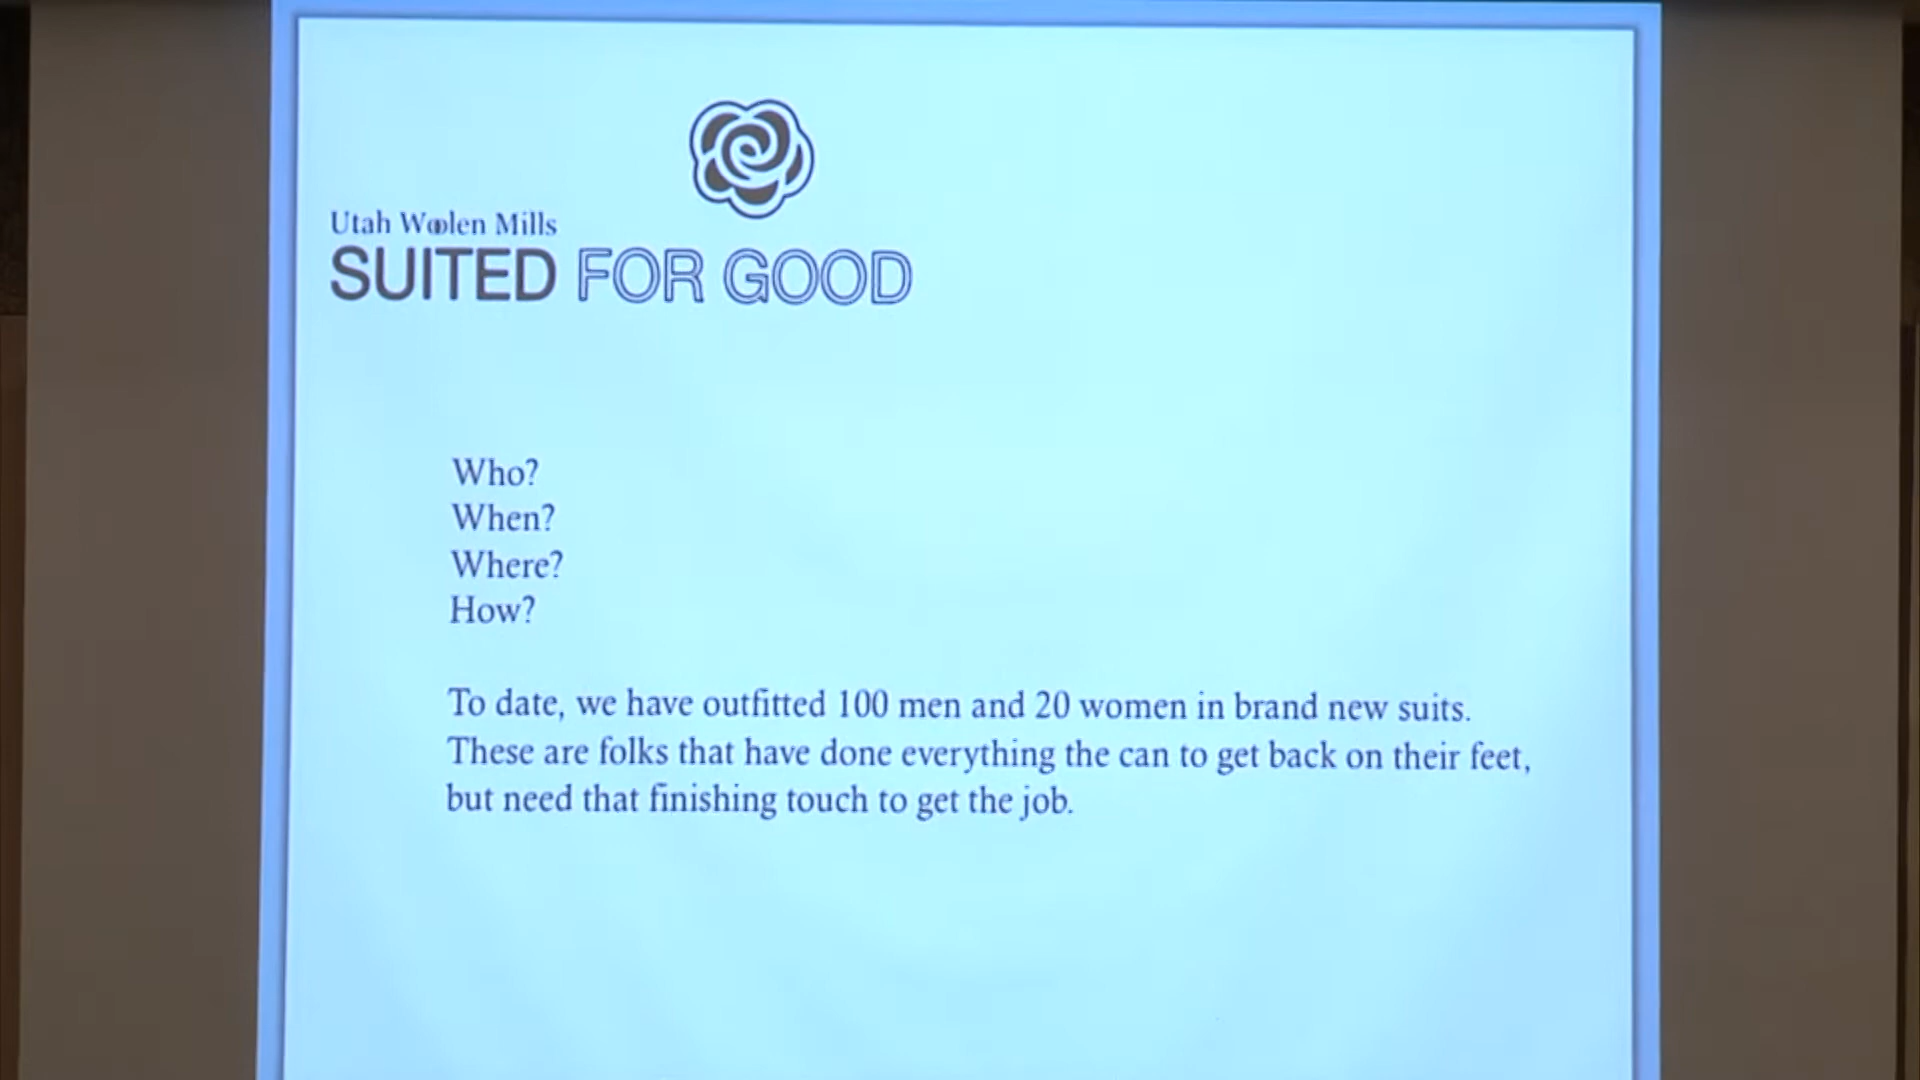 Utah Woolen Mills
SUITED FOR GOOD
Who?
When?
Where?
How?
To date, we have outfitted 100 men and 20 women in brand new suits.
These are folks that have done everything the can to get back on their feet,
but need that finishing touch to get the job.